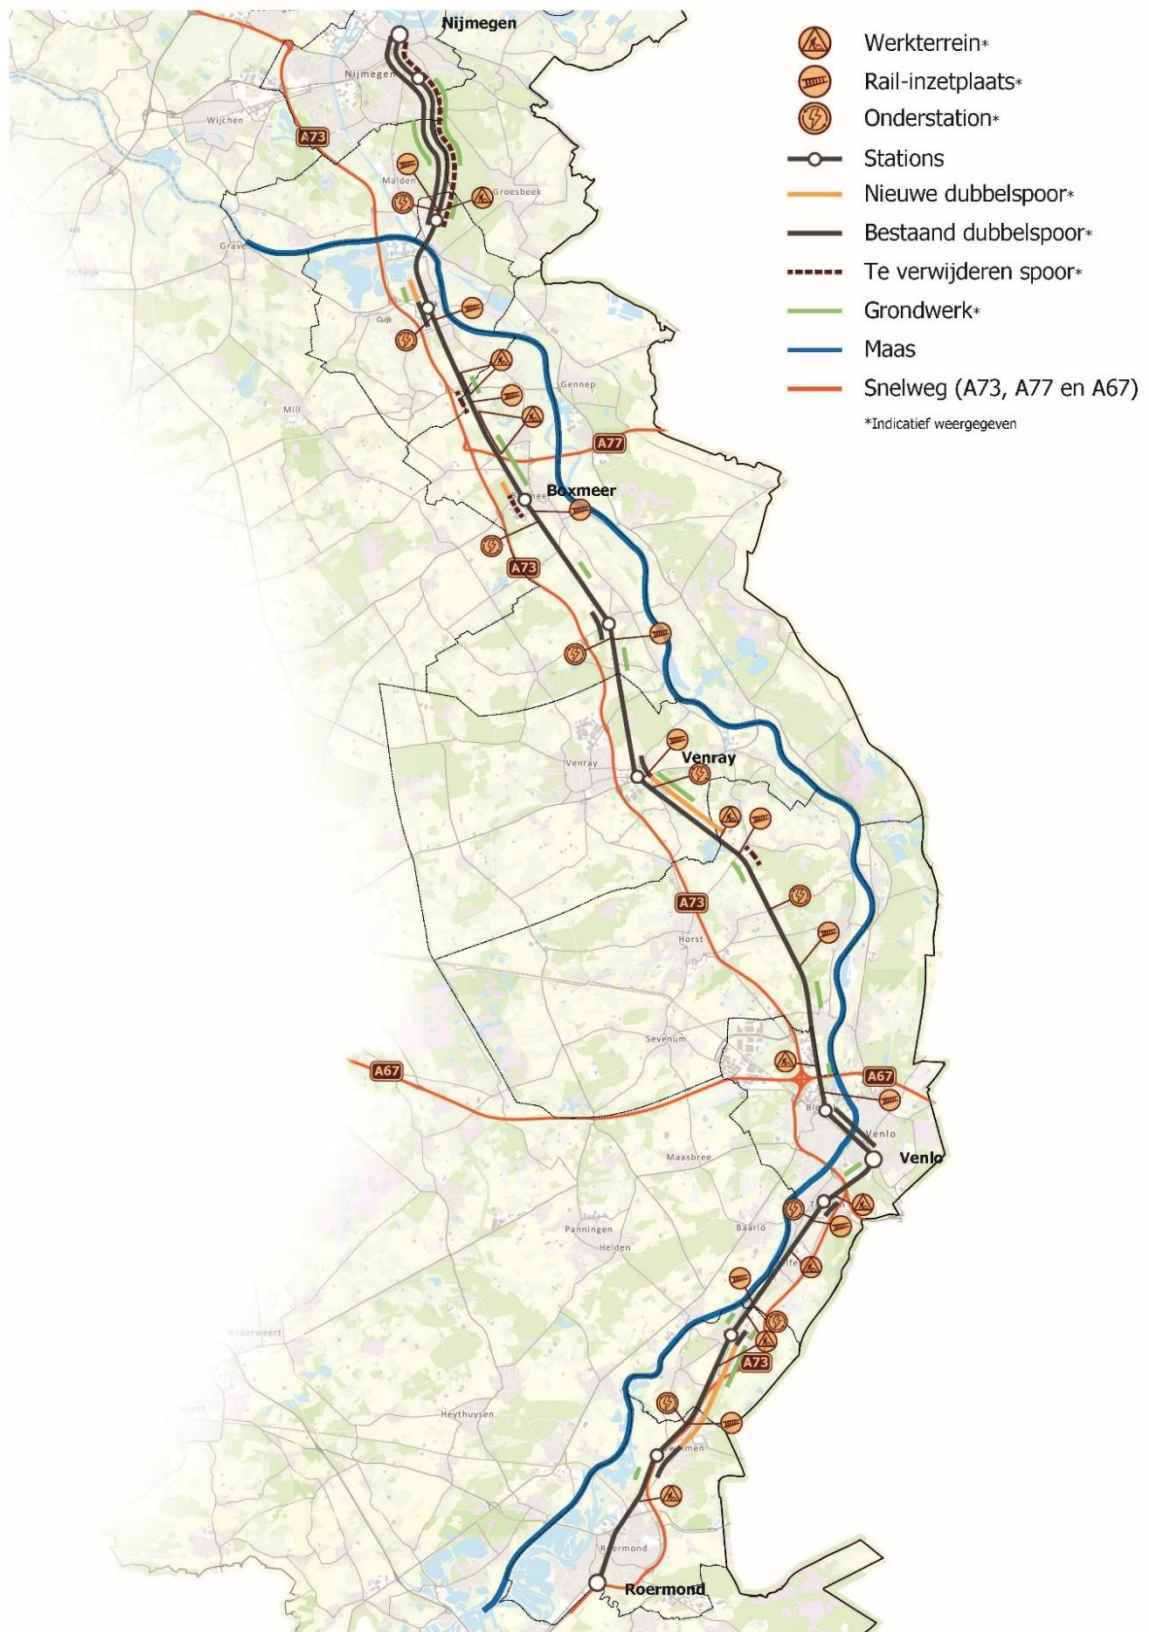 Nijmegen
Werkterrein*
Rail-inzetplaats*
Onderstation*
Stations
Nieuwe dubbelspoor*
Bestaand dubbelspoor*
Te verwijderen spoor*
Grondwerk*
Maas
Snelweg (A73, A77 en A67)
*Indicatief weergegeven
Nijmegen
Wijchen
A73
Malden
Groesbeek
Grave
Schaijk
Cuijk
Gennep
Mill
A77
Boxmeer
A73
Venray
Venray
A73
Horst
Sevenum
A67
A67
Venlo
Maasbree
Venlo
Baarlo
Panningen
Helden
Nederweert
A73
Heythuysen
Roermond
Roermond